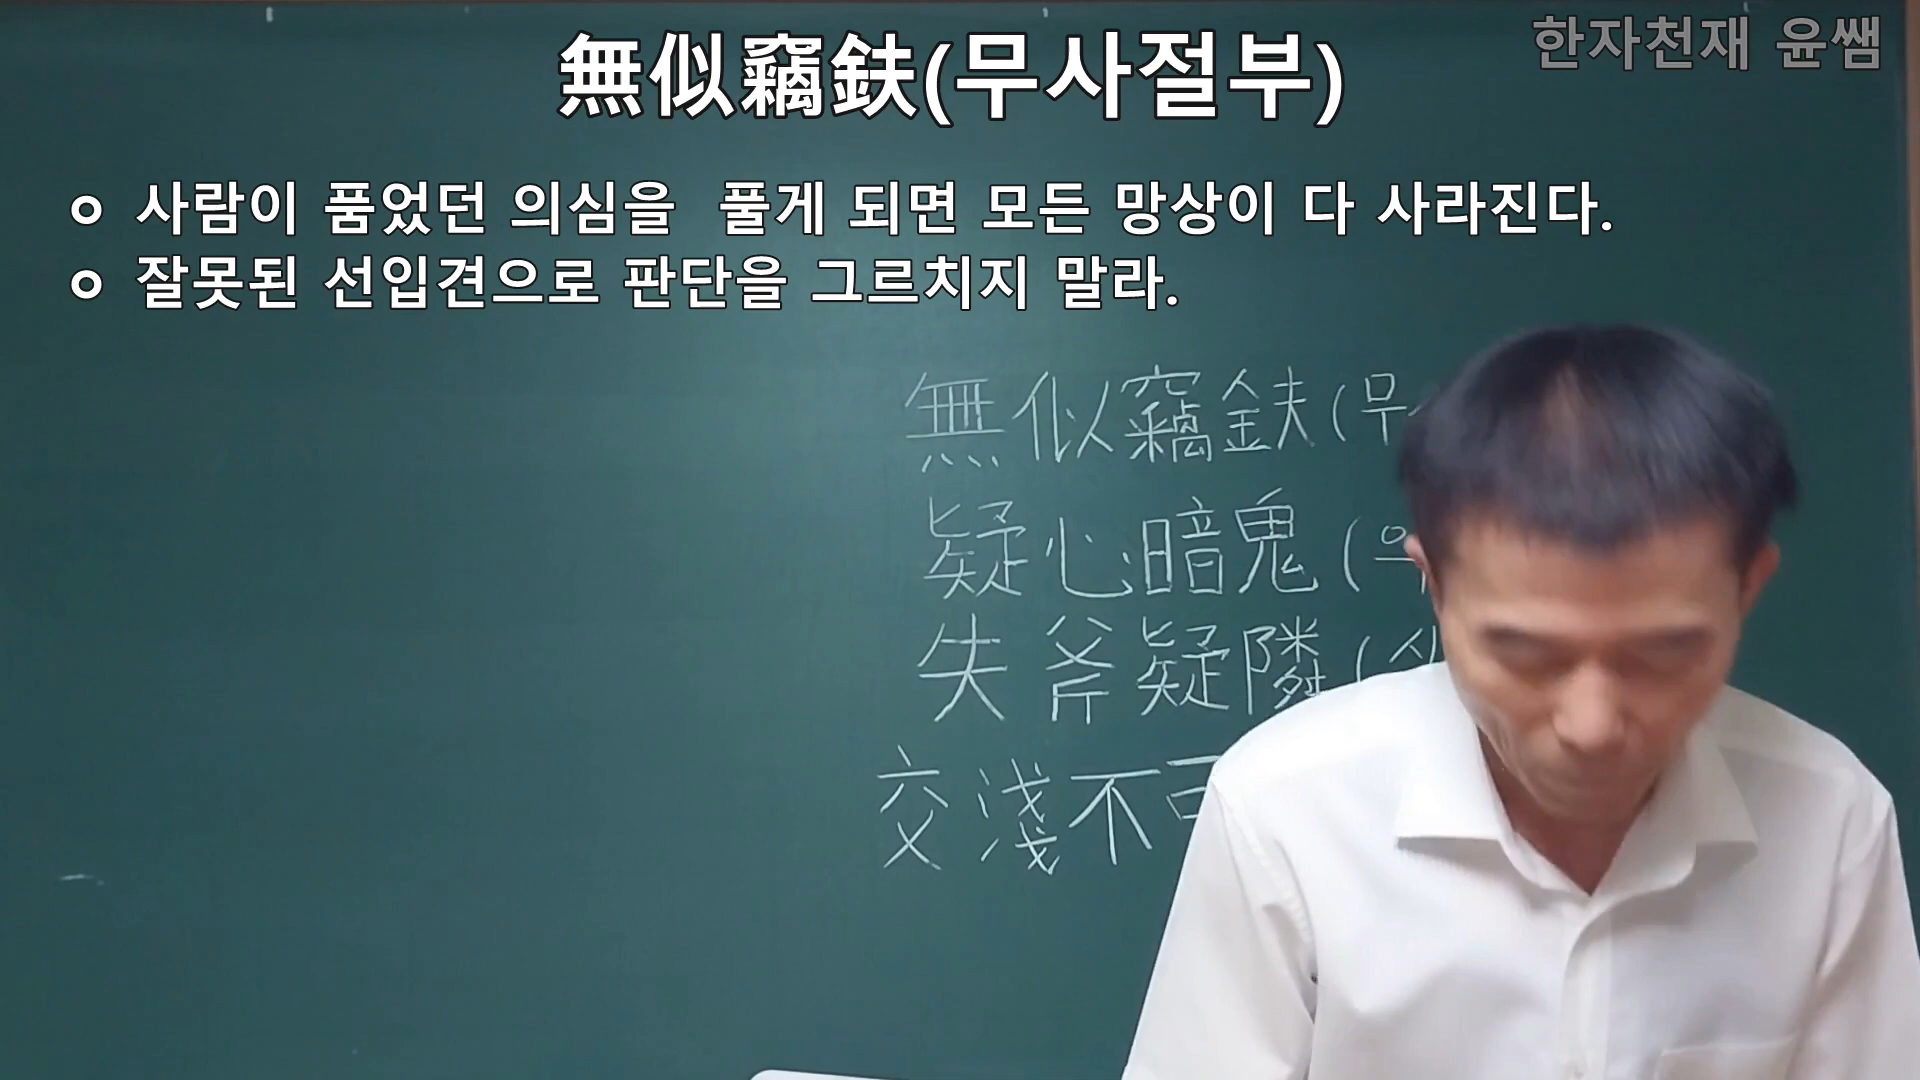 한자천재 윤쌤
無似竊鈇(무사절부)
ㅇ 사람이 품었던 의심을 풀게 되면 모든 망상이 다 사라진다.
ㅇ 잘못된 선입견으로 판단을 그르치지 말라.
無似竊鈇(무
疑心暗鬼(의
失斧疑隣(실
交淺不可